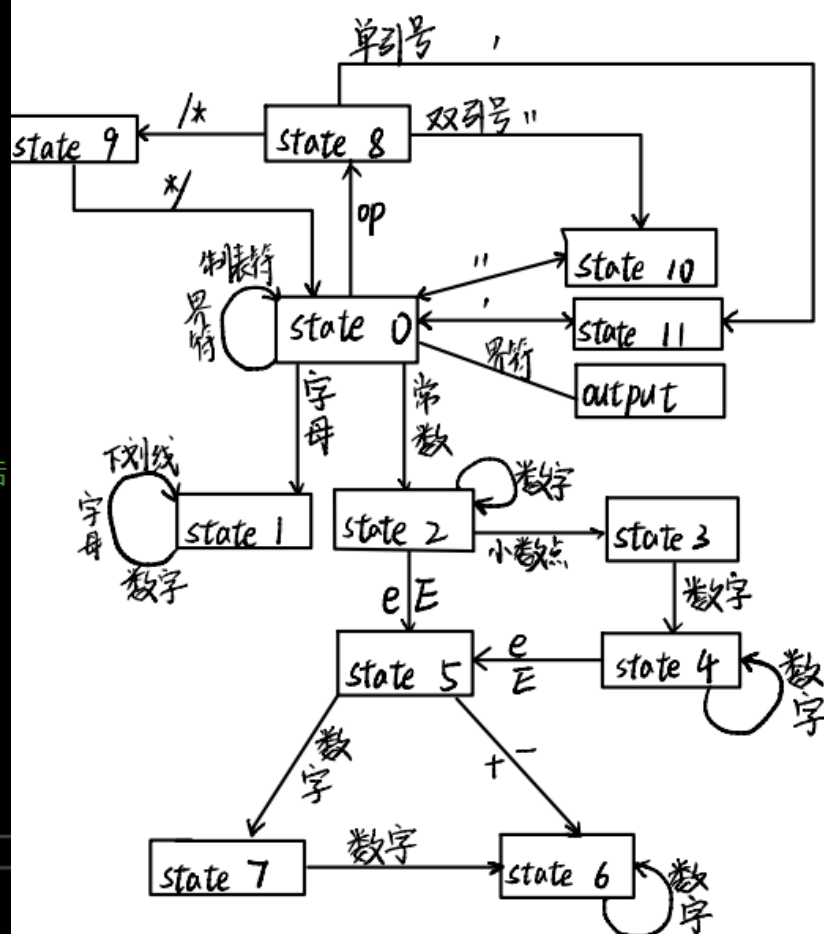 单引号 '
/*
state 9
state 8
双引号 "
*/
op
制表符
界符
state 0
"
state 10
'
state 11
界符
output
字母
常数
下划线
字母
数字
state 1
state 2
数字
小数点
state 3
e E
数字
state 5
e
E
state 4
数字
数字
+ -
state 7
数字
state 6
数字